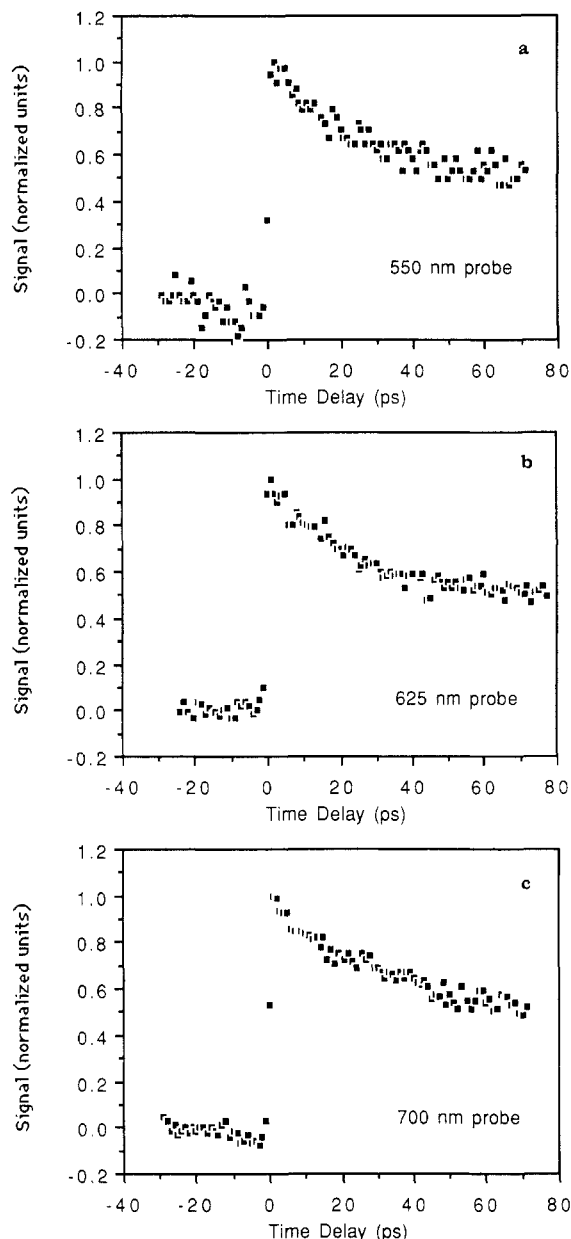 a
1.2
1.0
0.8
0.6
0.4
0.2
0.0
-0.2
Signal (normalized units)
550 nm probe
-40 -20 0 20 40 60 80
Time Delay (ps)
b
1.2
1.0
0.8
0.6
0.4
0.2
0.0
-0.2
Signal (normalized units)
625 nm probe
-40 -20 0 20 40 60 80
Time Delay (ps)
c
1.2
1.0
0.8
0.6
0.4
0.2
0.0
-0.2
Signal (normalized units)
700 nm probe
-40 -20 0 20 40 60 80
Time Delay (ps)